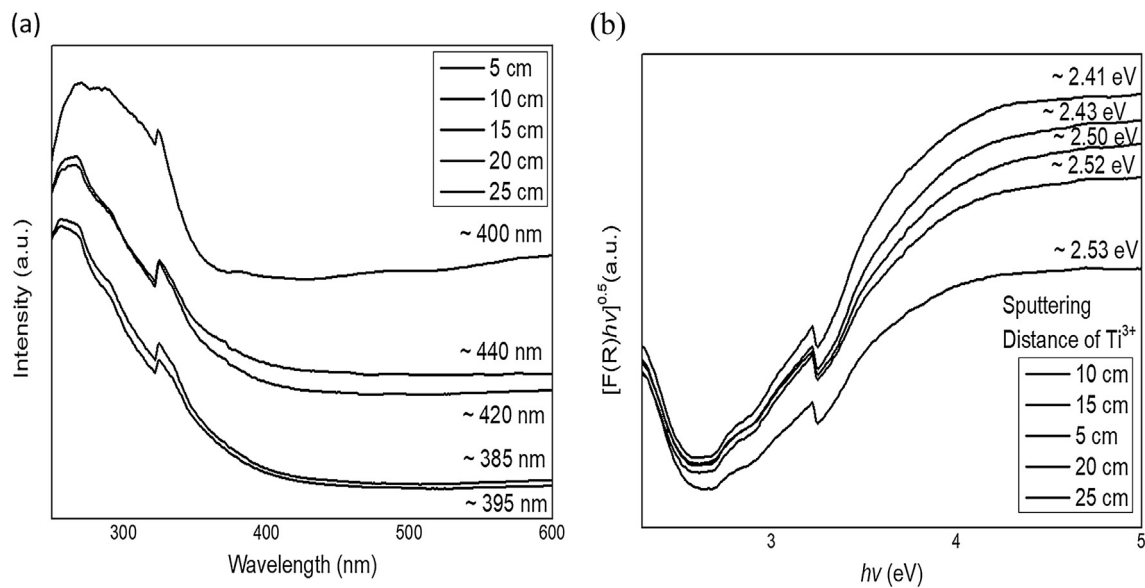 (a)
5 cm
10 cm
15 cm
20 cm
25 cm
~ 400 nm
~ 440 nm
~ 420 nm
~ 385 nm
~ 395 nm
Intensity (a.u.)
300
400
500
600
Wavelength (nm)
(b)
~ 2.41 eV
~ 2.43 eV
~ 2.50 eV
~ 2.52 eV
~ 2.53 eV
Sputtering
Distance of Ti³⁺
10 cm
15 cm
5 cm
20 cm
25 cm
[F(R)hv]⁰·⁵(a.u.)
3
4
5
hv (eV)